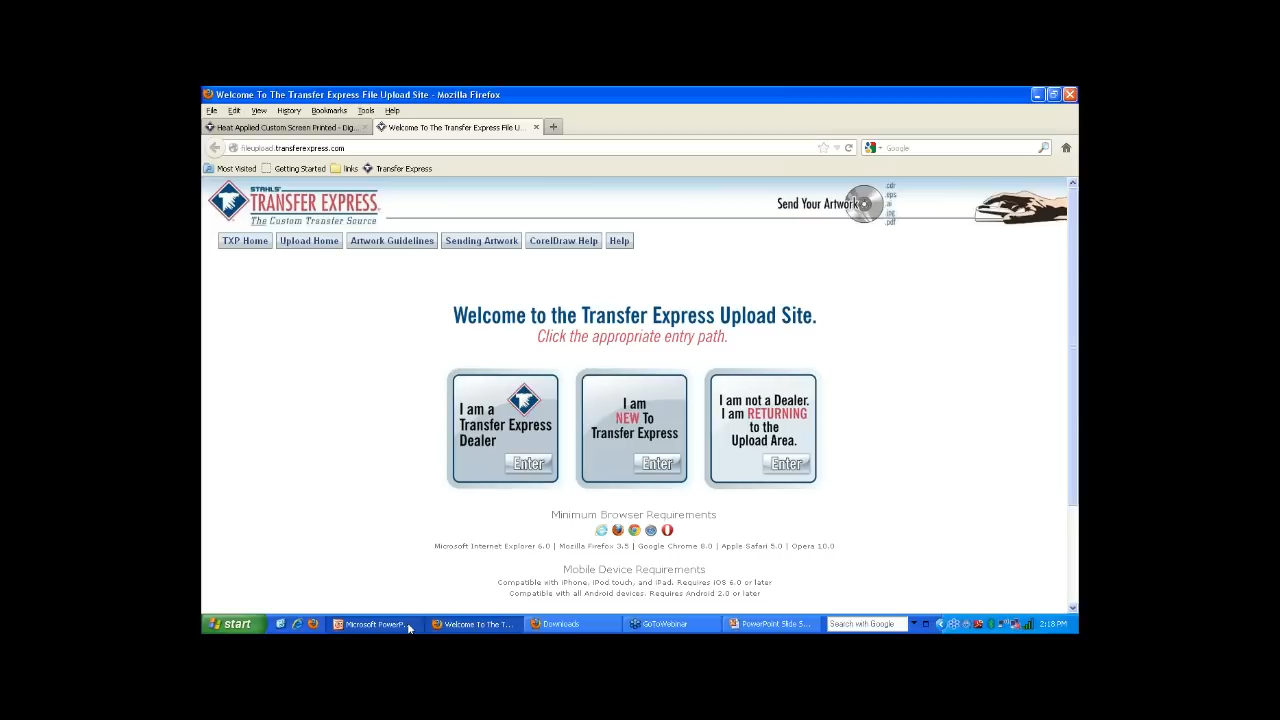 Welcome To The Transfer Express File Upload Site - Mozilla Firefox
File Edit View History Bookmarks Tools Help
Heat Applied Custom Screen Printed - Dig... Welcome To The Transfer Express File U...
fileupload.transferexpress.com Google
Most Visited Getting Started links Transfer Express
STAHLS'
TRANSFER EXPRESS
The Custom Transfer Source
Send Your Artwork
.cdr
.eps
.ai
.JPE
.pdf
TXP Home Upload Home Artwork Guidelines Sending Artwork CorelDraw Help Help
Welcome to the Transfer Express Upload Site.
Click the appropriate entry path.
I am a
Transfer Express
Dealer
Enter
I am
NEW To
Transfer Express
Enter
I am not a Dealer.
I am RETURNING
to the
Upload Area.
Enter
Minimum Browser Requirements
Microsoft Internet Explorer 6.0 | Mozilla Firefox 3.5 | Google Chrome 8.0 | Apple Safari 5.0 | Opera 10.0
Mobile Device Requirements
Compatible with iPhone, iPod touch, and iPad. Requires iOS 6.0 or later
Compatible with all Android devices. Requires Android 2.0 or later
start Microsoft PowerP... Welcome To The T... Downloads GoToWebinar PowerPoint Slide S... Search with Google 2:18 PM